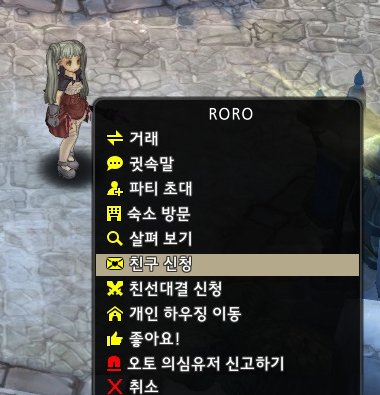 RORO
거래
귓속말
파티 초대
숙소 방문
살펴 보기
친구 신청
친선대결 신청
개인 하우징 이동
좋아요!
오토 의심유저 신고하기
취소